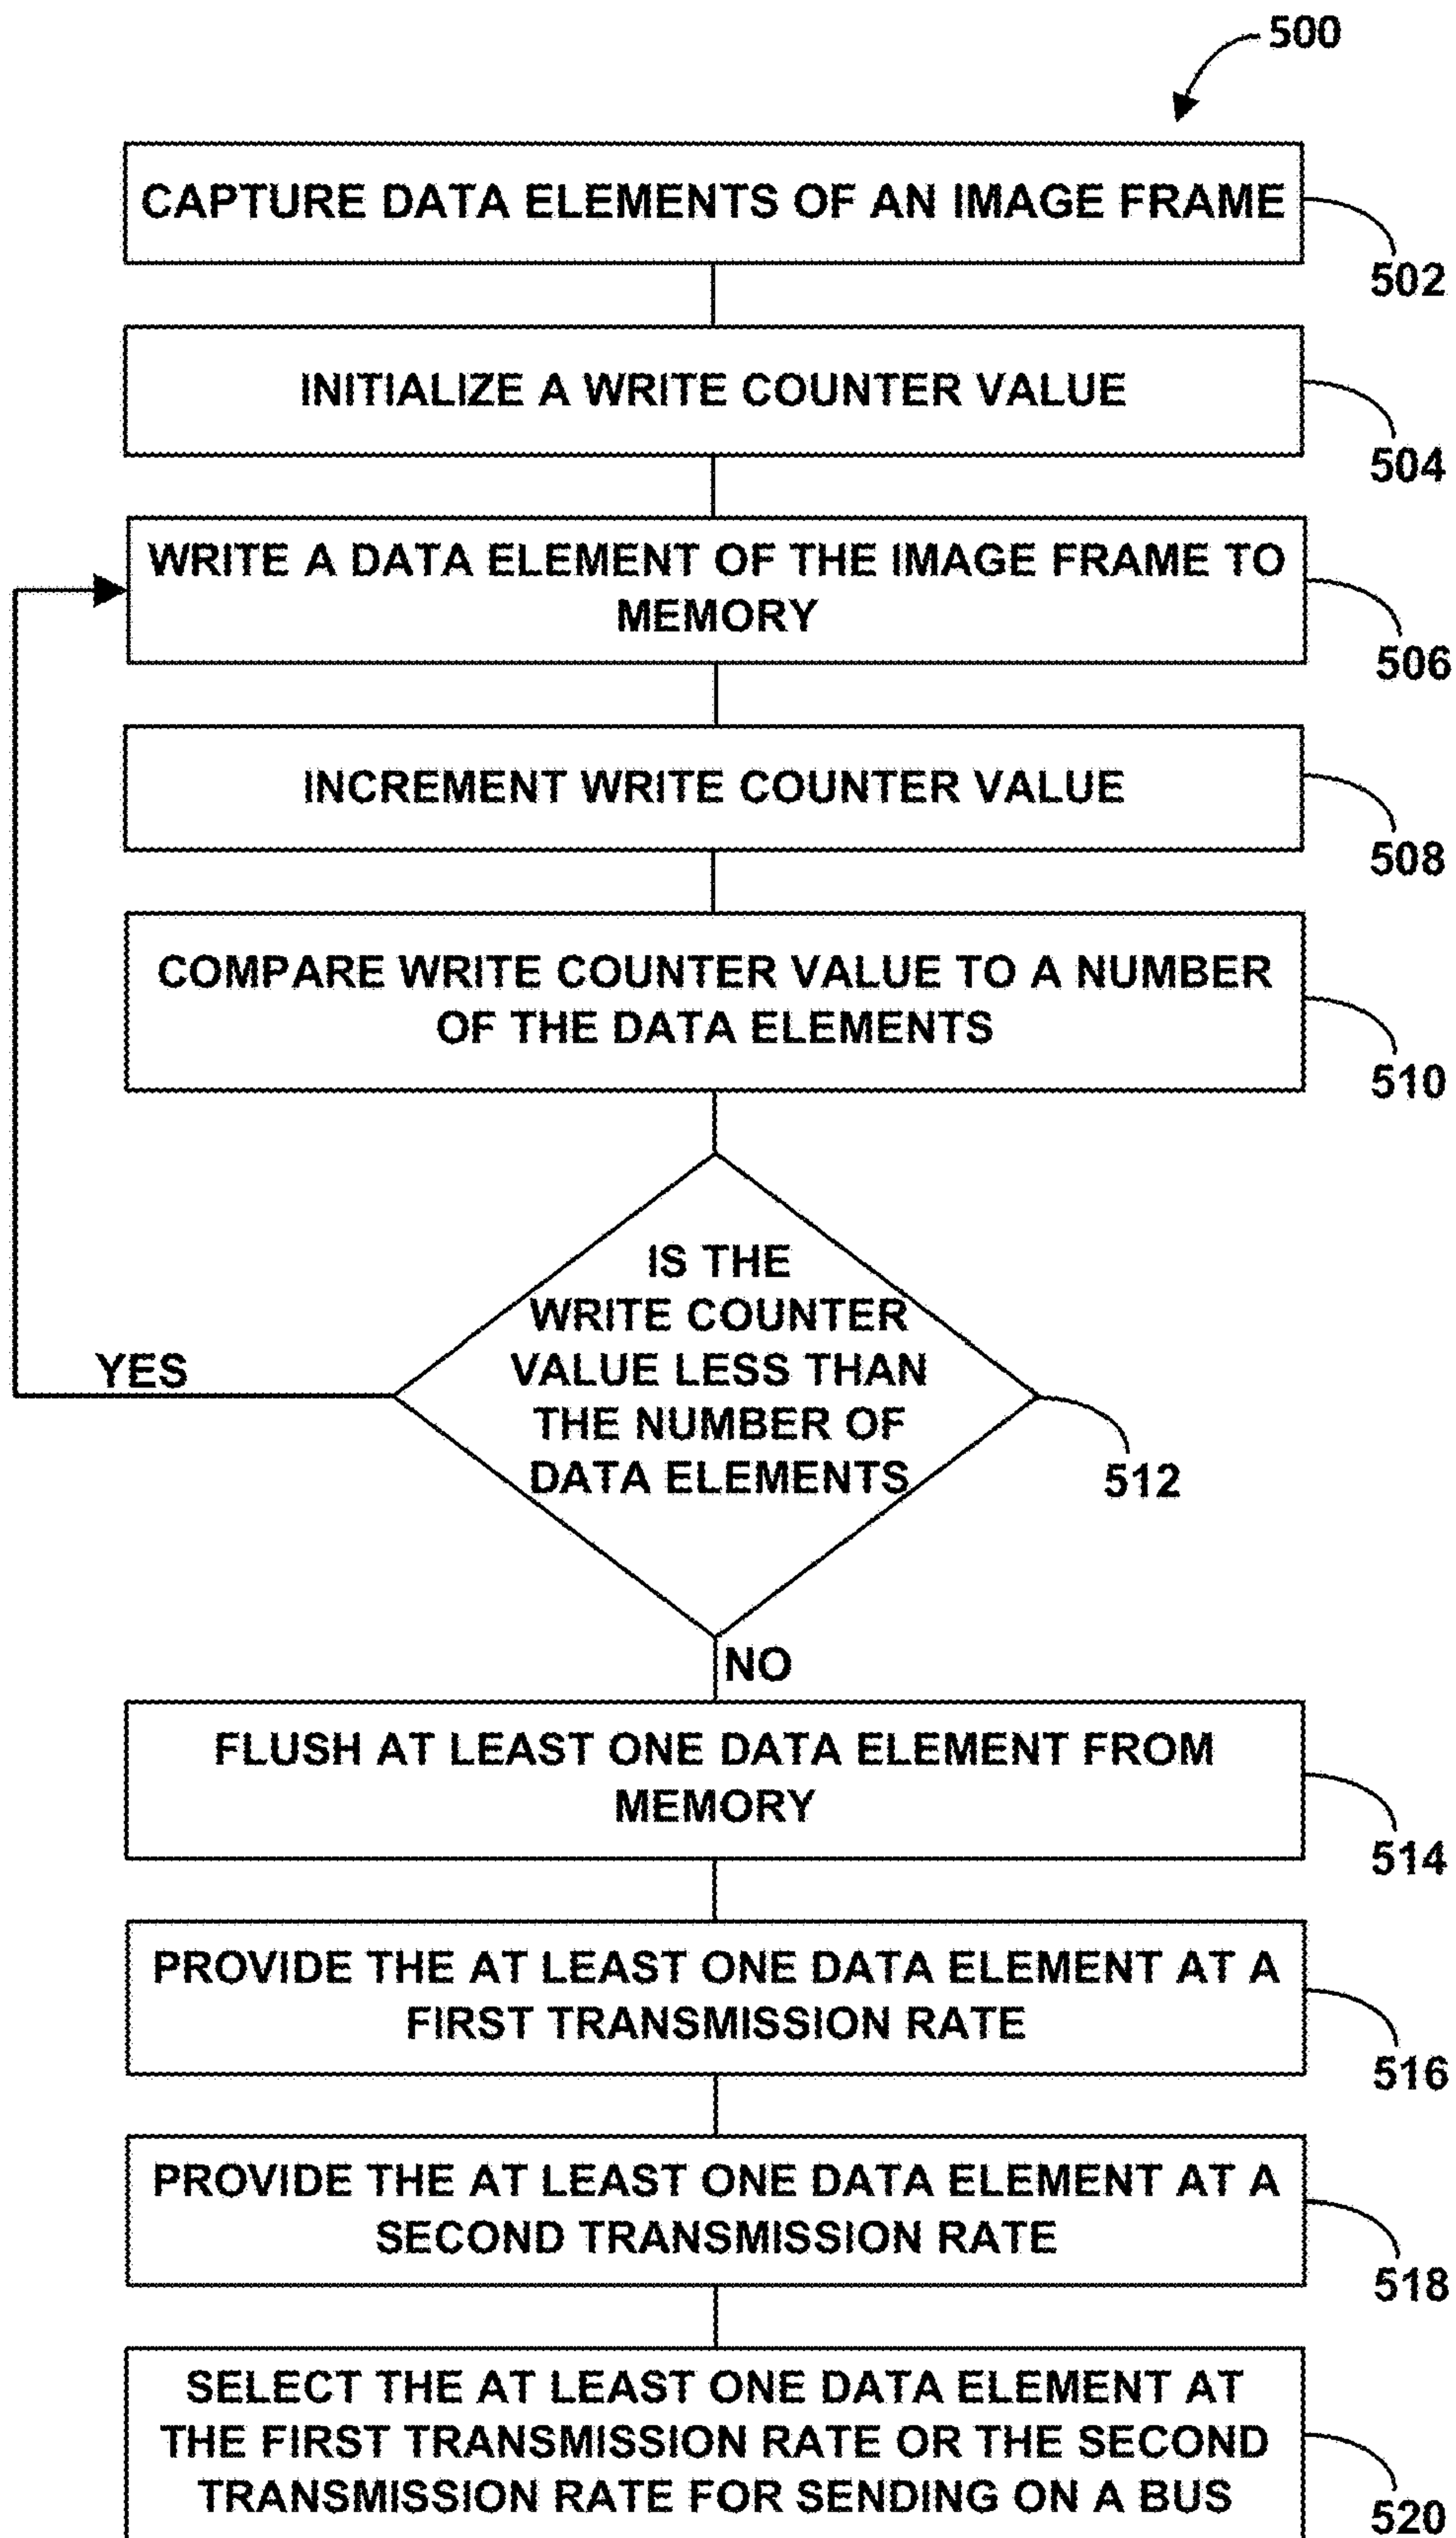 500
CAPTURE DATA ELEMENTS OF AN IMAGE FRAME
502
INITIALIZE A WRITE COUNTER VALUE
504
WRITE A DATA ELEMENT OF THE IMAGE FRAME TO
MEMORY
506
INCREMENT WRITE COUNTER VALUE
508
COMPARE WRITE COUNTER VALUE TO A NUMBER
OF THE DATA ELEMENTS
510
IS THE
WRITE COUNTER
VALUE LESS THAN
THE NUMBER OF
DATA ELEMENTS
YES
512
NO
FLUSH AT LEAST ONE DATA ELEMENT FROM
MEMORY
514
PROVIDE THE AT LEAST ONE DATA ELEMENT AT A
FIRST TRANSMISSION RATE
516
PROVIDE THE AT LEAST ONE DATA ELEMENT AT A
SECOND TRANSMISSION RATE
518
SELECT THE AT LEAST ONE DATA ELEMENT AT
THE FIRST TRANSMISSION RATE OR THE SECOND
TRANSMISSION RATE FOR SENDING ON A BUS
520